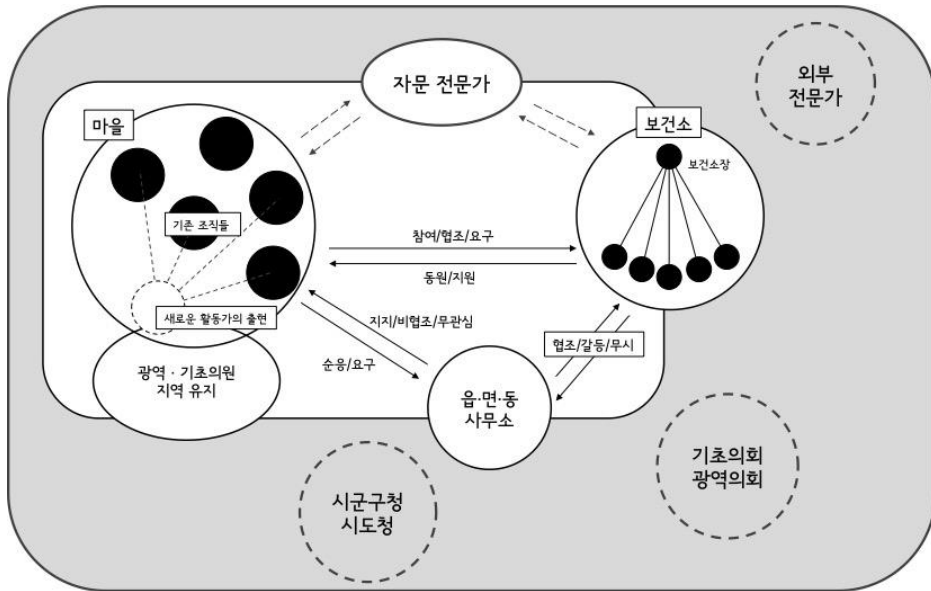 자문 전문가
외부
전문가
마을
보건소
보건소장
기존 조직들
참여/협조/요구
동원/지원
새로운 활동가의 출현
지지/비협조/무관심
협조/갈등/무시
순응/요구
광역 · 기초의원
지역 유지
읍·면·동
사무소
기초의회
광역의회
시군구청
시도청